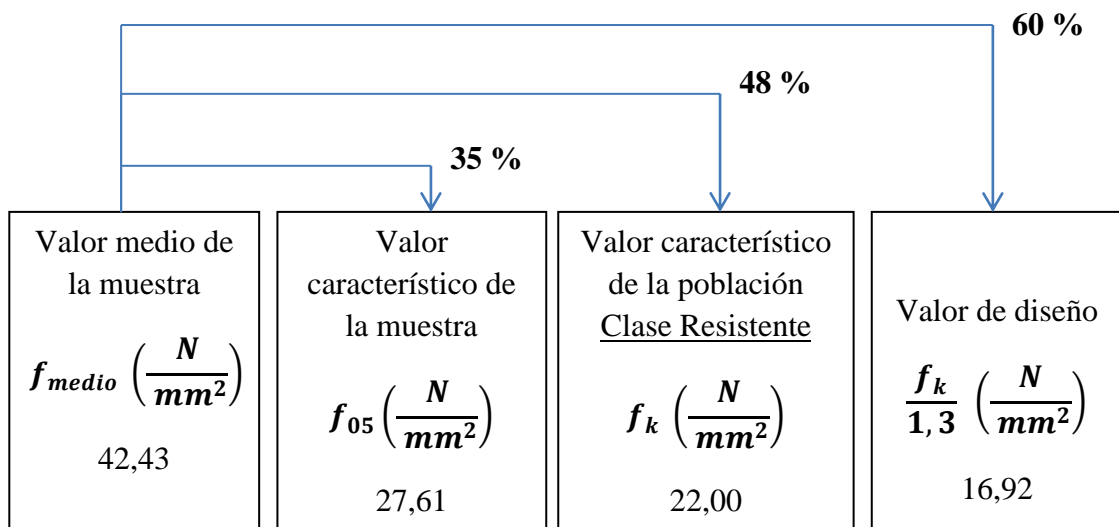 60 %
48 %
35 %
Valor medio de
la muestra
f_medio (N/mm²)
42,43
Valor
característico de
la muestra
f_05 (N/mm²)
27,61
Valor característico
de la población
Clase Resistente
f_k (N/mm²)
22,00
Valor de diseño
f_k/1,3 (N/mm²)
16,92